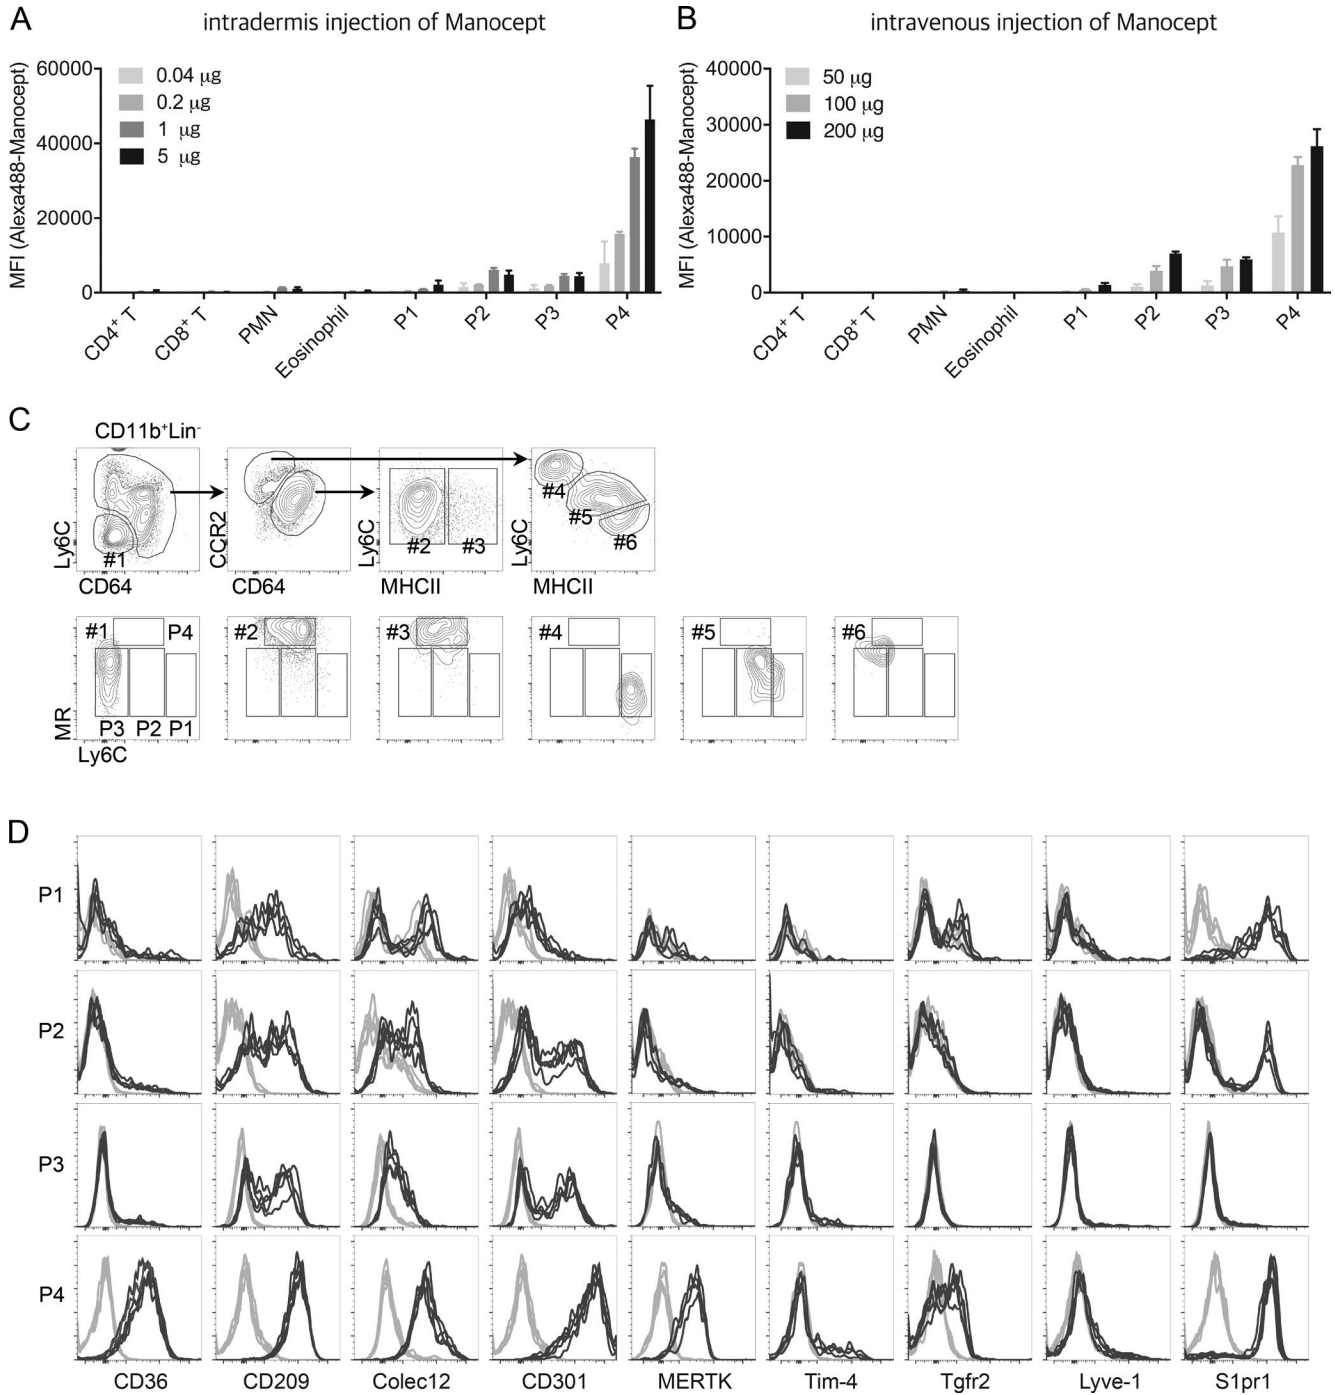 A intradermis injection of Manocept
MFI (Alexa488-Manocept)
60000
40000
20000
0
0.04 µg
0.2 µg
1 µg
5 µg
CD4⁺ T
CD8⁺ T
PMN
Eosinophil
P1
P2
P3
P4
B intravenous injection of Manocept
MFI (Alexa488-Manocept)
40000
30000
20000
10000
0
50 µg
100 µg
200 µg
CD4⁺ T
CD8⁺ T
PMN
Eosinophil
P1
P2
P3
P4
C
CD11b⁺Lin⁻
Ly6C
#1
CD64
CCR2
CD64
Ly6C
#2 #3
MHCII
Ly6C
#4
#5
#6
MHCII
#1 P4
MR
P3 P2 P1
Ly6C
#2
#3
#4
#5
#6
D
P1
P2
P3
P4
CD36 CD209 Colec12 CD301 MERTK Tim-4 Tgfr2 Lyve-1 S1pr1